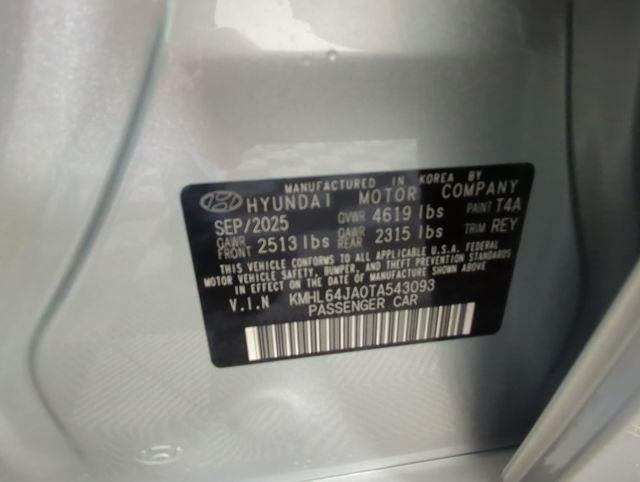 MANUFACTURED IN KOREA BY
HYUNDAI MOTOR COMPANY
SEP/2025 GVWR 4619 lbs PAINT T4A
GAWR FRONT 2513 lbs GAWR REAR 2315 lbs TRIM REY
THIS VEHICLE CONFORMS TO ALL APPLICABLE U.S.A. FEDERAL
MOTOR VEHICLE SAFETY, BUMPER, AND THEFT PREVENTION STANDARDS
IN EFFECT ON THE DATE OF MANUFACTURE SHOWN ABOVE
V.I.N KMHL64JA0TA543093
PASSENGER CAR